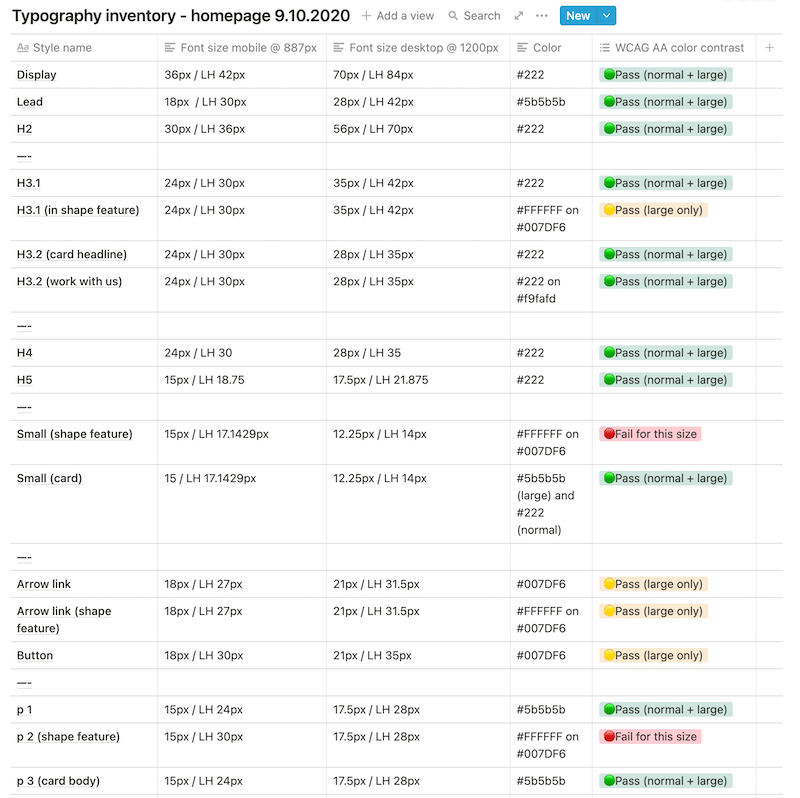 Typography inventory - homepage 9.10.2020 + Add a view Search ••• New
Aa Style name Font size mobile @ 887px Font size desktop @ 1200px Color WCAG AA color contrast +
Display 36px / LH 42px 70px / LH 84px #222 Pass (normal + large)
Lead 18px / LH 30px 28px / LH 42px #5b5b5b Pass (normal + large)
H2 30px / LH 36px 56px / LH 70px #222 Pass (normal + large)
—-
H3.1 24px / LH 30px 35px / LH 42px #222 Pass (normal + large)
H3.1 (in shape feature) 24px / LH 30px 35px / LH 42px #FFFFFF on Pass (large only)
#007DF6
H3.2 (card headline) 24px / LH 30px 28px / LH 35px #222 Pass (normal + large)
H3.2 (work with us) 24px / LH 30px 28px / LH 35px #222 on Pass (normal + large)
#f9fafd
—-
H4 24px / LH 30 28px / LH 35 #222 Pass (normal + large)
H5 15px / LH 18.75 17.5px / LH 21.875 #222 Pass (normal + large)
—-
Small (shape feature) 15px / LH 17.1429px 12.25px / LH 14px #FFFFFF on Fail for this size
#007DF6
Small (card) 15 / LH 17.1429px 12.25px / LH 14px #5b5b5b Pass (normal + large)
(large) and
#222
(normal)
—-
Arrow link 18px / LH 27px 21px / LH 31.5px #007DF6 Pass (large only)
Arrow link (shape 18px / LH 27px 21px / LH 31.5px #FFFFFF on Pass (large only)
feature) #007DF6
Button 18px / LH 30px 21px / LH 35px #007DF6 Pass (large only)
—-
p 1 15px / LH 24px 17.5px / LH 28px #5b5b5b Pass (normal + large)
p 2 (shape feature) 15px / LH 30px 17.5px / LH 28px #FFFFFF on Fail for this size
#007DF6
p 3 (card body) 15px / LH 24px 17.5px / LH 28px #5b5b5b Pass (normal + large)